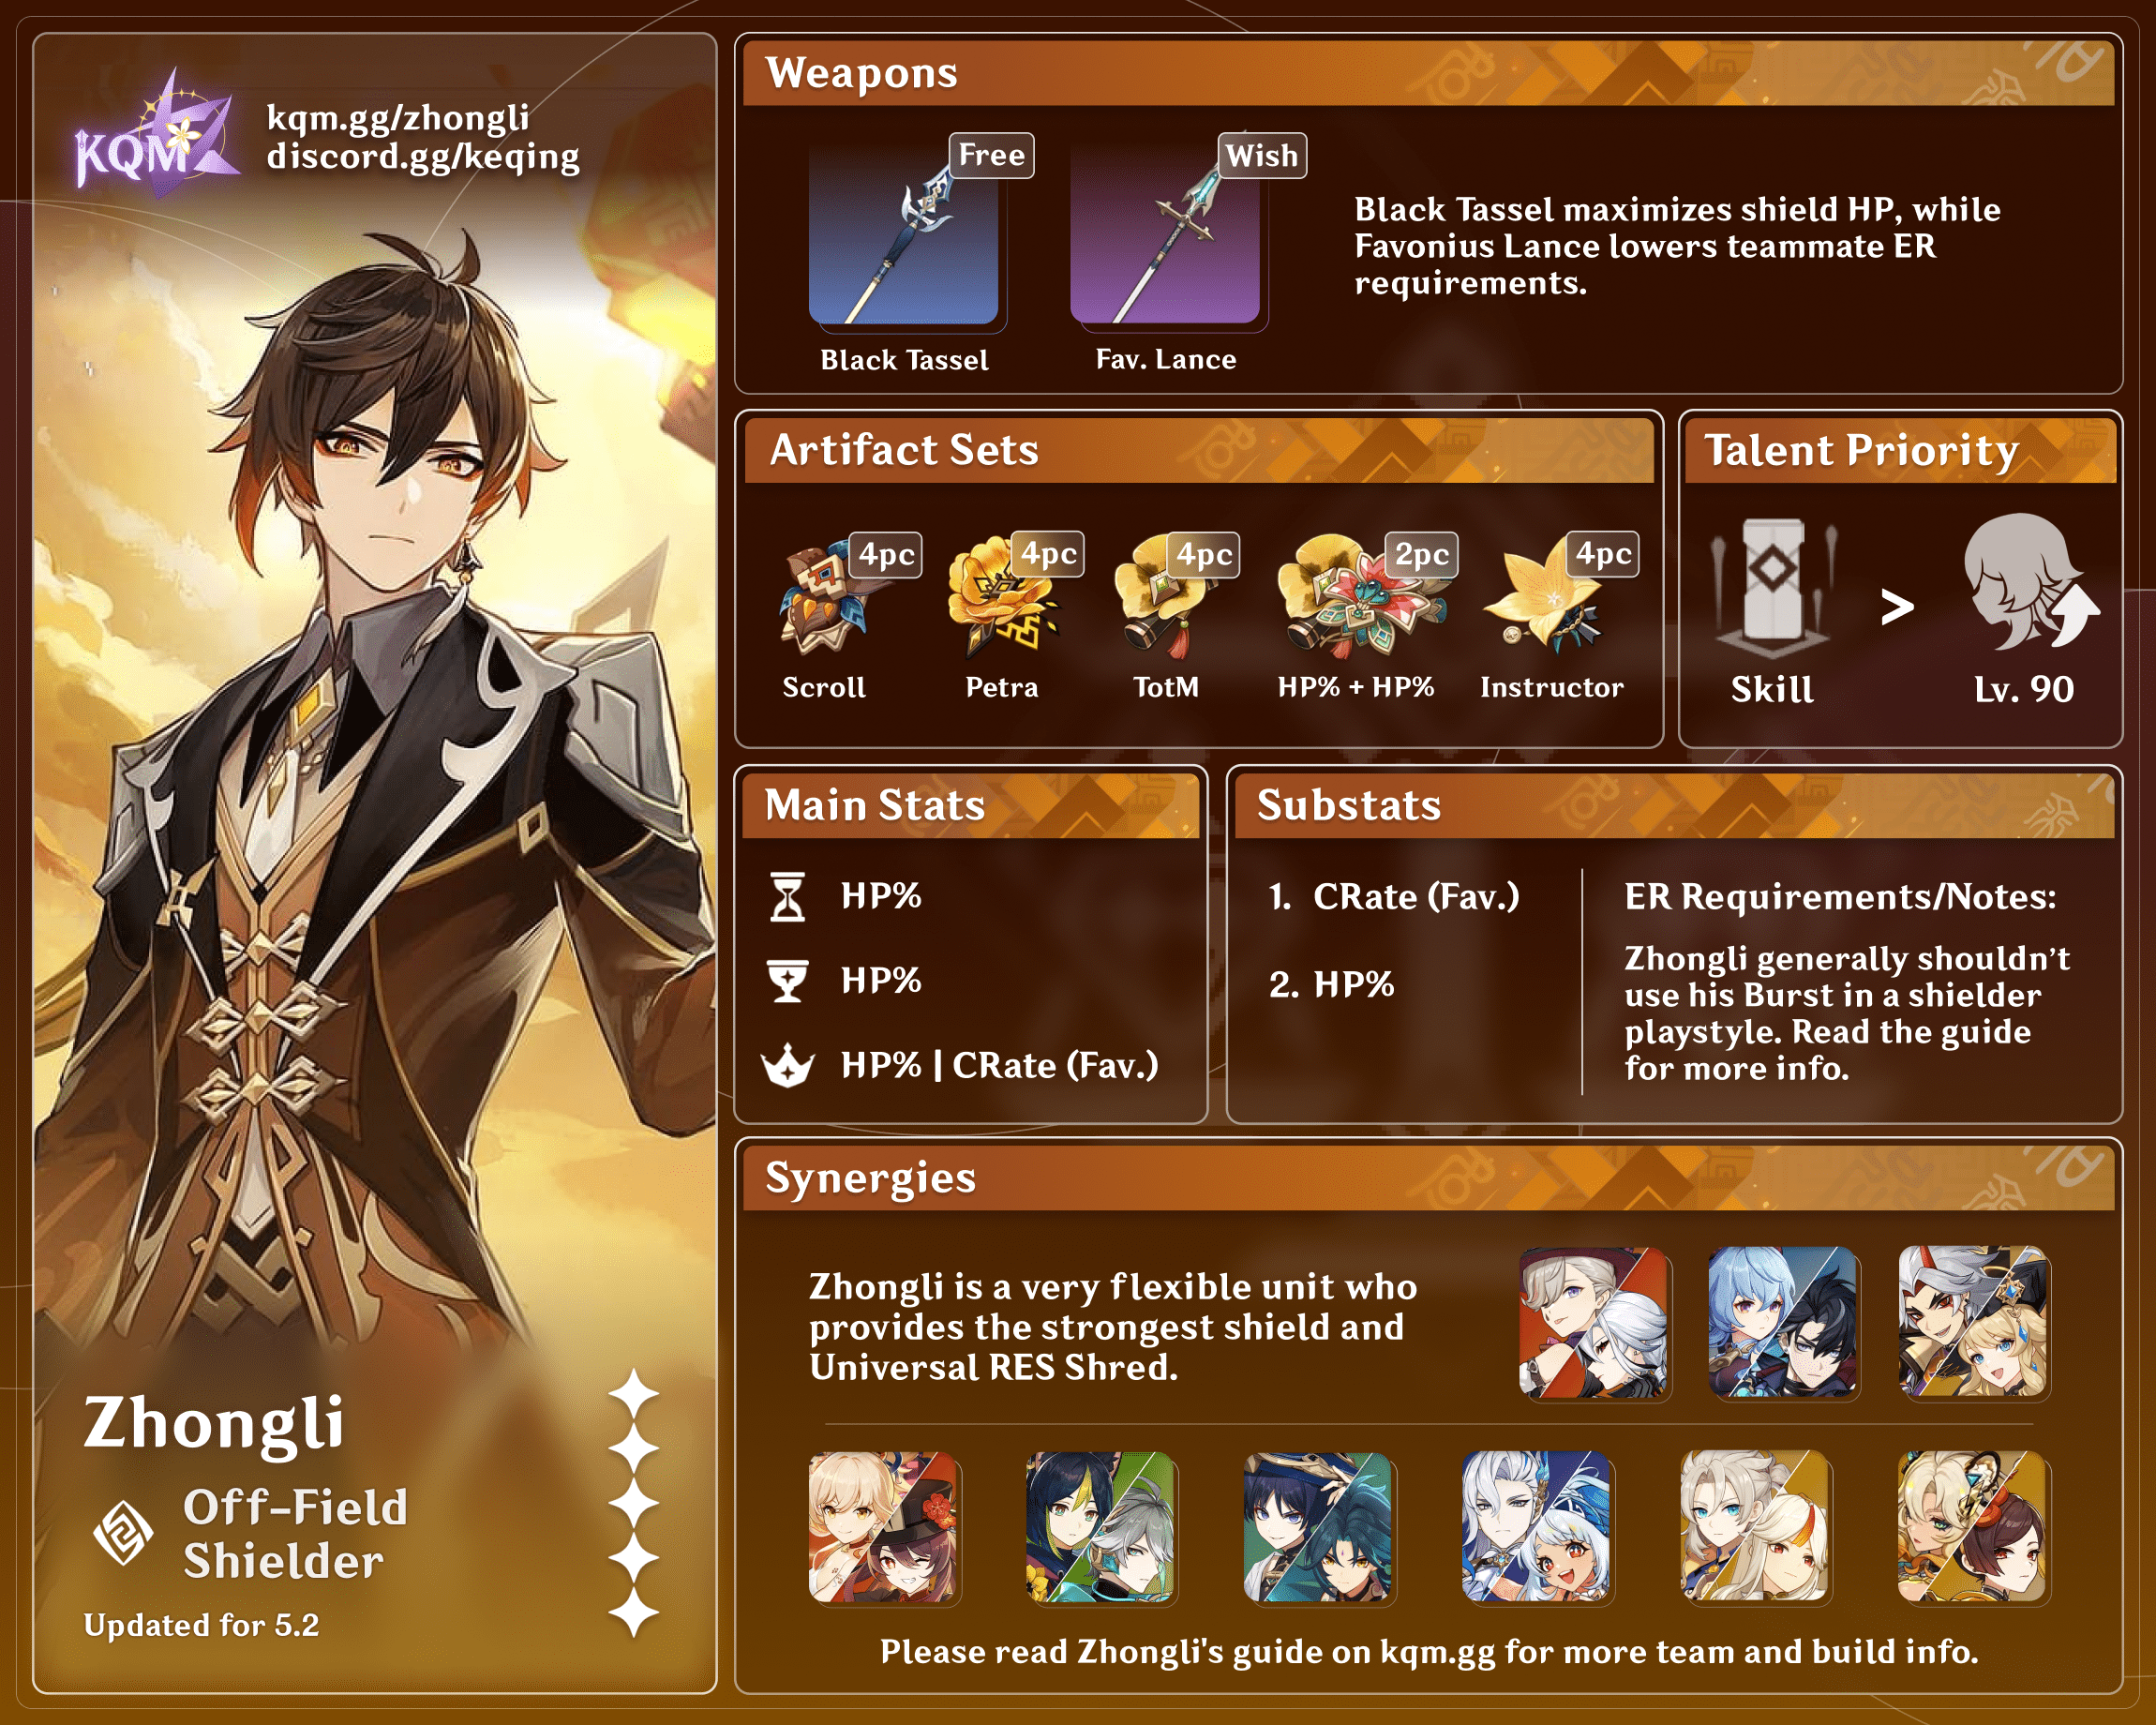 KQM
kqm.gg/zhongli
discord.gg/keqing
Zhongli
Off-Field
Shielder
Updated for 5.2
Weapons
Free
Wish
Black Tassel
Fav. Lance
Black Tassel maximizes shield HP, while
Favonius Lance lowers teammate ER
requirements.
Artifact Sets
4pc
4pc
4pc
2pc
4pc
Scroll
Petra
TotM
HP% + HP%
Instructor
Talent Priority
>
Skill
Lv. 90
Main Stats
HP%
HP%
HP% | CRate (Fav.)
Substats
1. CRate (Fav.)
2. HP%
ER Requirements/Notes:
Zhongli generally shouldn't
use his Burst in a shielder
playstyle. Read the guide
for more info.
Synergies
Zhongli is a very flexible unit who
provides the strongest shield and
Universal RES Shred.
Please read Zhongli's guide on kqm.gg for more team and build info.